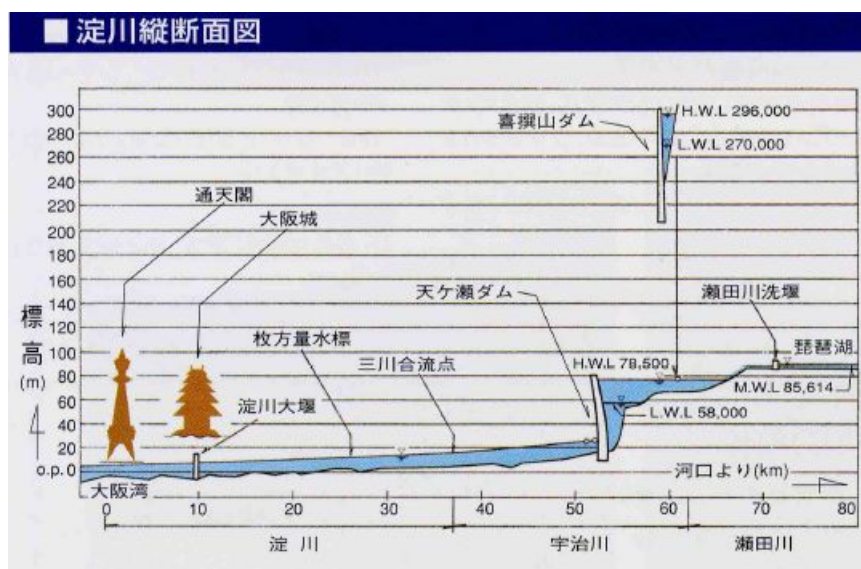 ■ 淀川縦断面図
300
280
260
240
220
200
180
160
140
120
100
80
60
40
20
o.p.0
標高
(m)
通天閣
大阪城
枚方量水標
三川合流点
淀川大堰
大阪湾
喜撰山ダム
H.W.L 296,000
L.W.L 270,000
天ケ瀬ダム
H.W.L 78,500
L.W.L 58,000
瀬田川洗堰
琵琶湖
M.W.L 85,614
河口より(km)
0 10 20 30 40 50 60 70 80
淀 川 宇治川 瀬田川